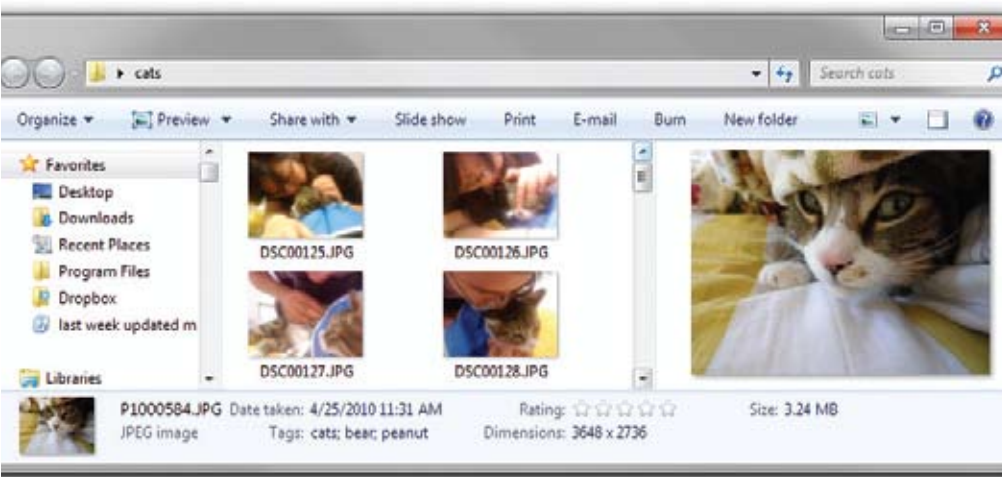 cats
Search cats
Organize Preview Share with Slide show Print E-mail Burn New folder
Favorites
Desktop
Downloads
Recent Places
Program Files
Dropbox
last week updated m
Libraries
DSC00125.JPG DSC00126.JPG
DSC00127.JPG DSC00128.JPG
P1000584.JPG Date taken: 4/25/2010 11:31 AM Rating: Size: 3.24 MB
JPEG image Tags: cats; bear; peanut Dimensions: 3648 x 2736